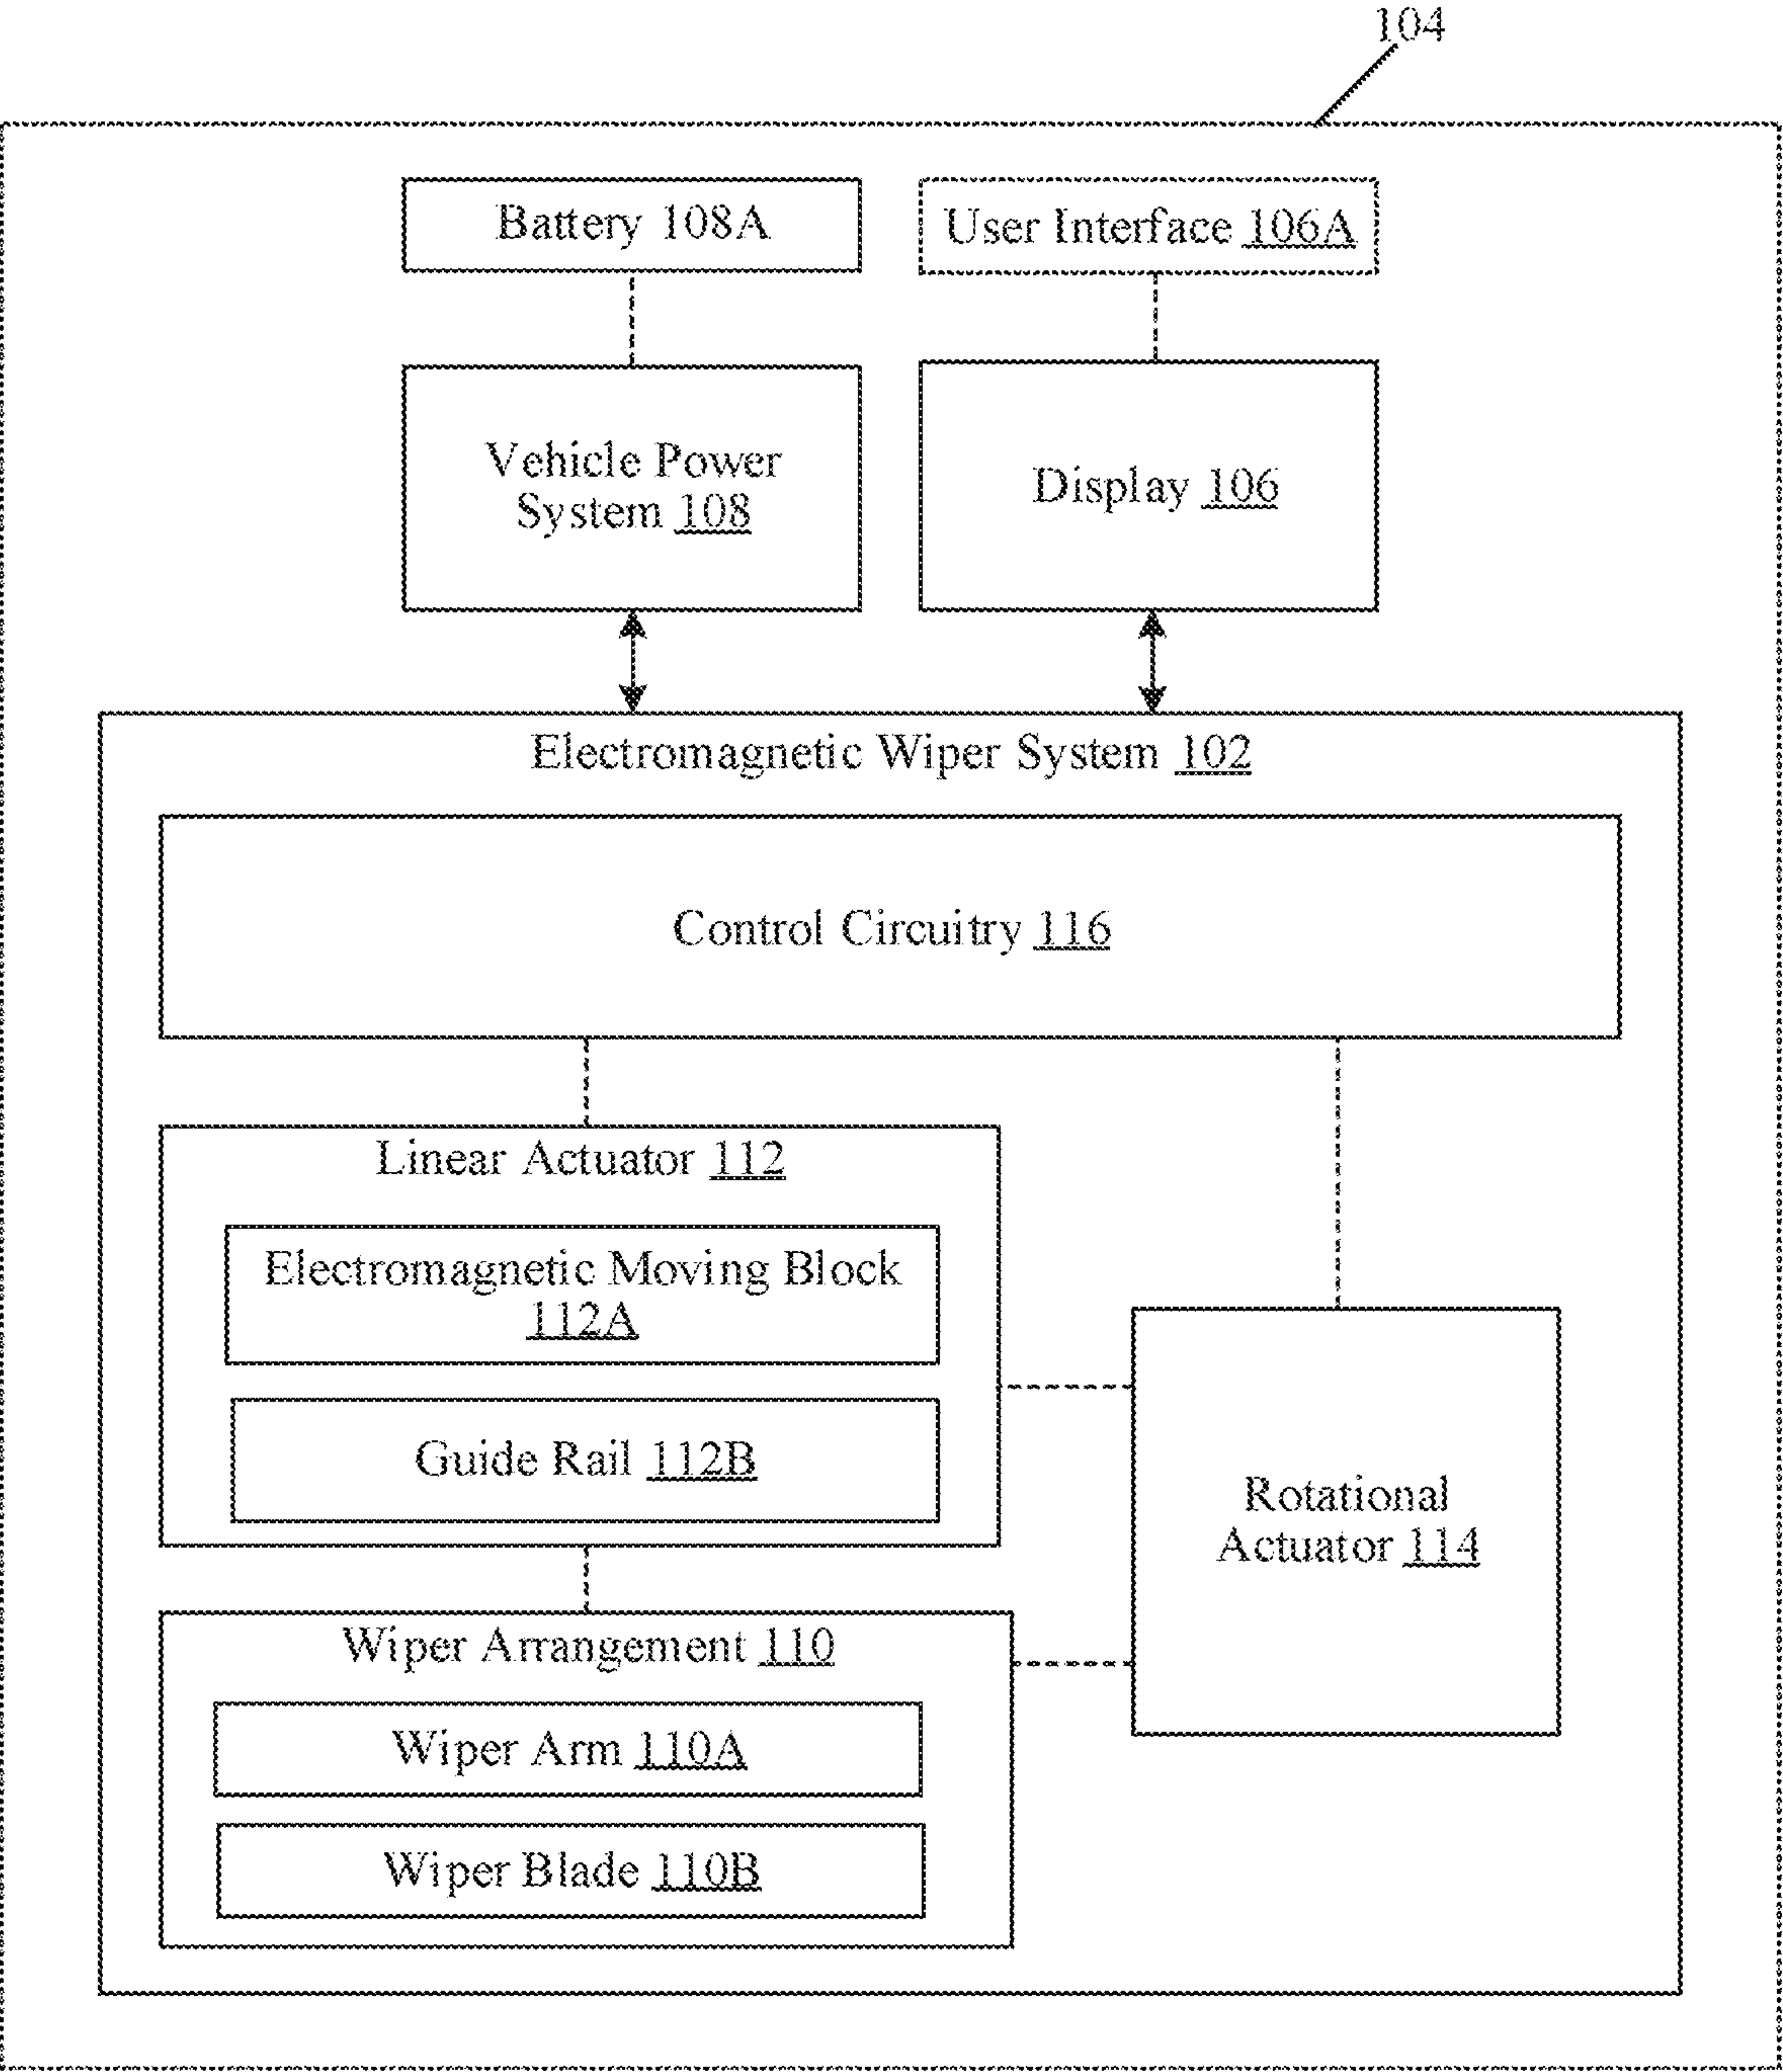 104
Battery 108A
User Interface 106A
Vehicle Power
System 108
Display 106
Electromagnetic Wiper System 102
Control Circuitry 116
Linear Actuator 112
Electromagnetic Moving Block
112A
Guide Rail 112B
Rotational
Actuator 114
Wiper Arrangement 110
Wiper Arm 110A
Wiper Blade 110B